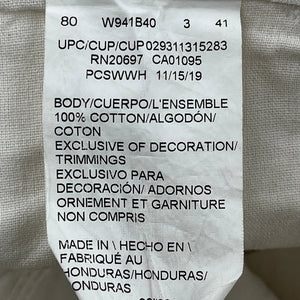 80 W941B40 3 41
UPC/CUP/CUP029311315283
RN20697 CA01095
PCSWWH 11/15/19
BODY/CUERPO/L'ENSEMBLE
100% COTTON/ALGODÓN/
COTON
EXCLUSIVE OF DECORATION/
TRIMMINGS
EXCLUSIVO PARA
DECORACIÓN/ ADORNOS
ORNEMENT ET GARNITURE
NON COMPRIS
MADE IN \ HECHO EN \
FABRIQUÉ AU
HONDURAS/HONDURAS/
HONDURAS